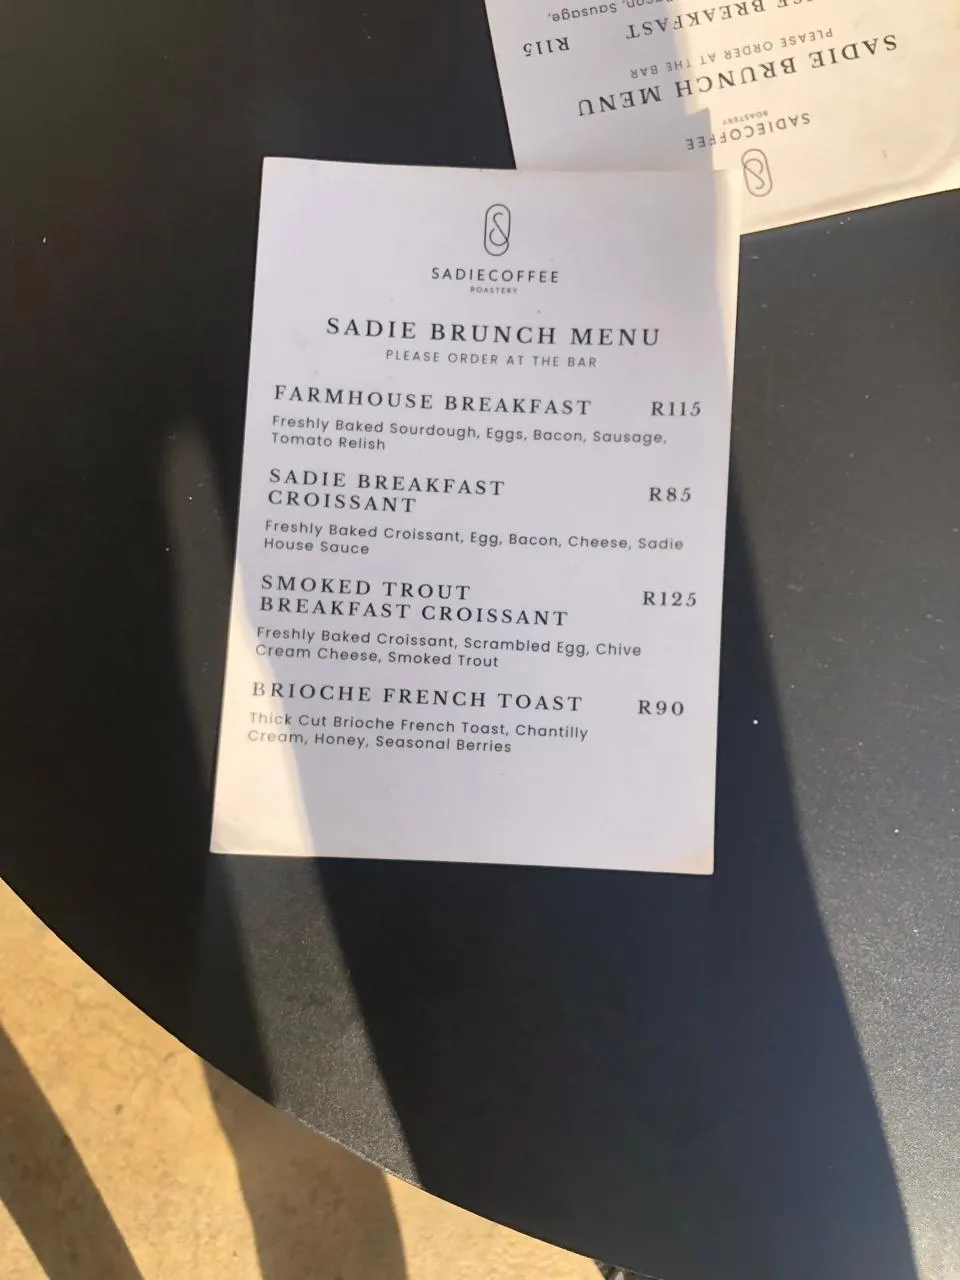 SADIECOFFEE
ROASTERY
SADIE BRUNCH MENU
PLEASE ORDER AT THE BAR
FARMHOUSE BREAKFAST R115
Freshly Baked Sourdough, Eggs, Bacon, Sausage,
Tomato Relish
SADIE BREAKFAST
CROISSANT R85
Freshly Baked Croissant, Egg, Bacon, Cheese, Sadie
House Sauce
SMOKED TROUT
BREAKFAST CROISSANT R125
Freshly Baked Croissant, Scrambled Egg, Chive
Cream Cheese, Smoked Trout
BRIOCHE FRENCH TOAST R90
Thick Cut Brioche French Toast, Chantilly
Cream, Honey, Seasonal Berries
SADIECOFFEE
ROASTERY
SADIE BRUNCH MENU
PLEASE ORDER AT THE BAR
BREAKFAST R115
Sausage,